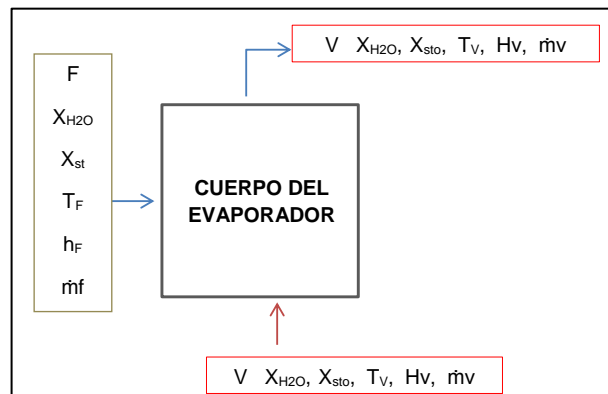 V X_H2O, X_sto, T_V, Hv, ṁv
F
X_H2O
X_st
T_F
h_F
ṁf
CUERPO DEL
EVAPORADOR
V X_H2O, X_sto, T_V, Hv, ṁv